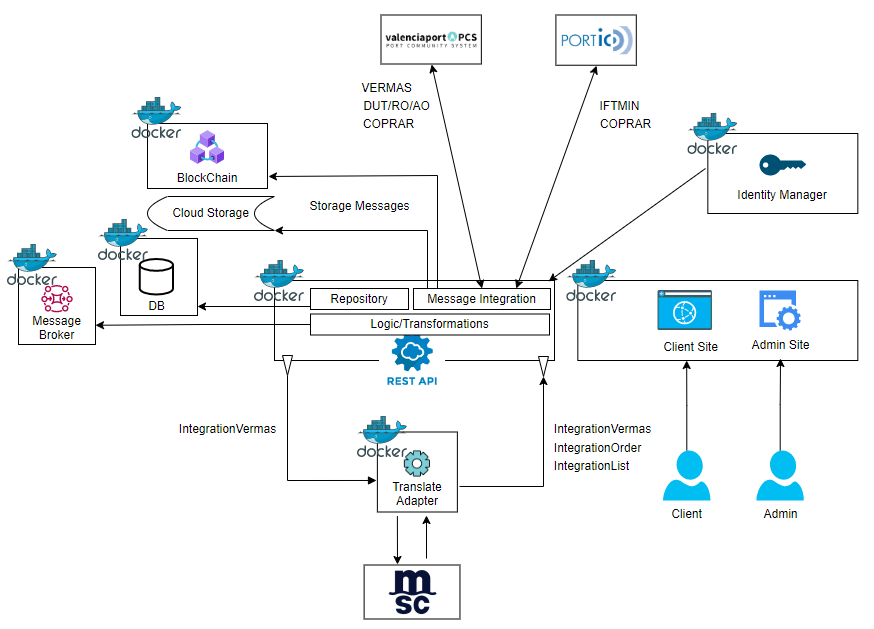 valenciaport PCS
PORT COMMUNITY SYSTEM
PORTIC
VERMAS
DUT/RO/AO
COPRAR
IFTMIN
COPRAR
docker
BlockChain
docker
Identity Manager
Cloud Storage
Storage Messages
docker
DB
docker
Message
Broker
docker
Repository
Message Integration
Logic/Transformations
REST API
docker
Client Site
Admin Site
IntegrationVermas
docker
Translate
Adapter
IntegrationVermas
IntegrationOrder
IntegrationList
Client
Admin
msc